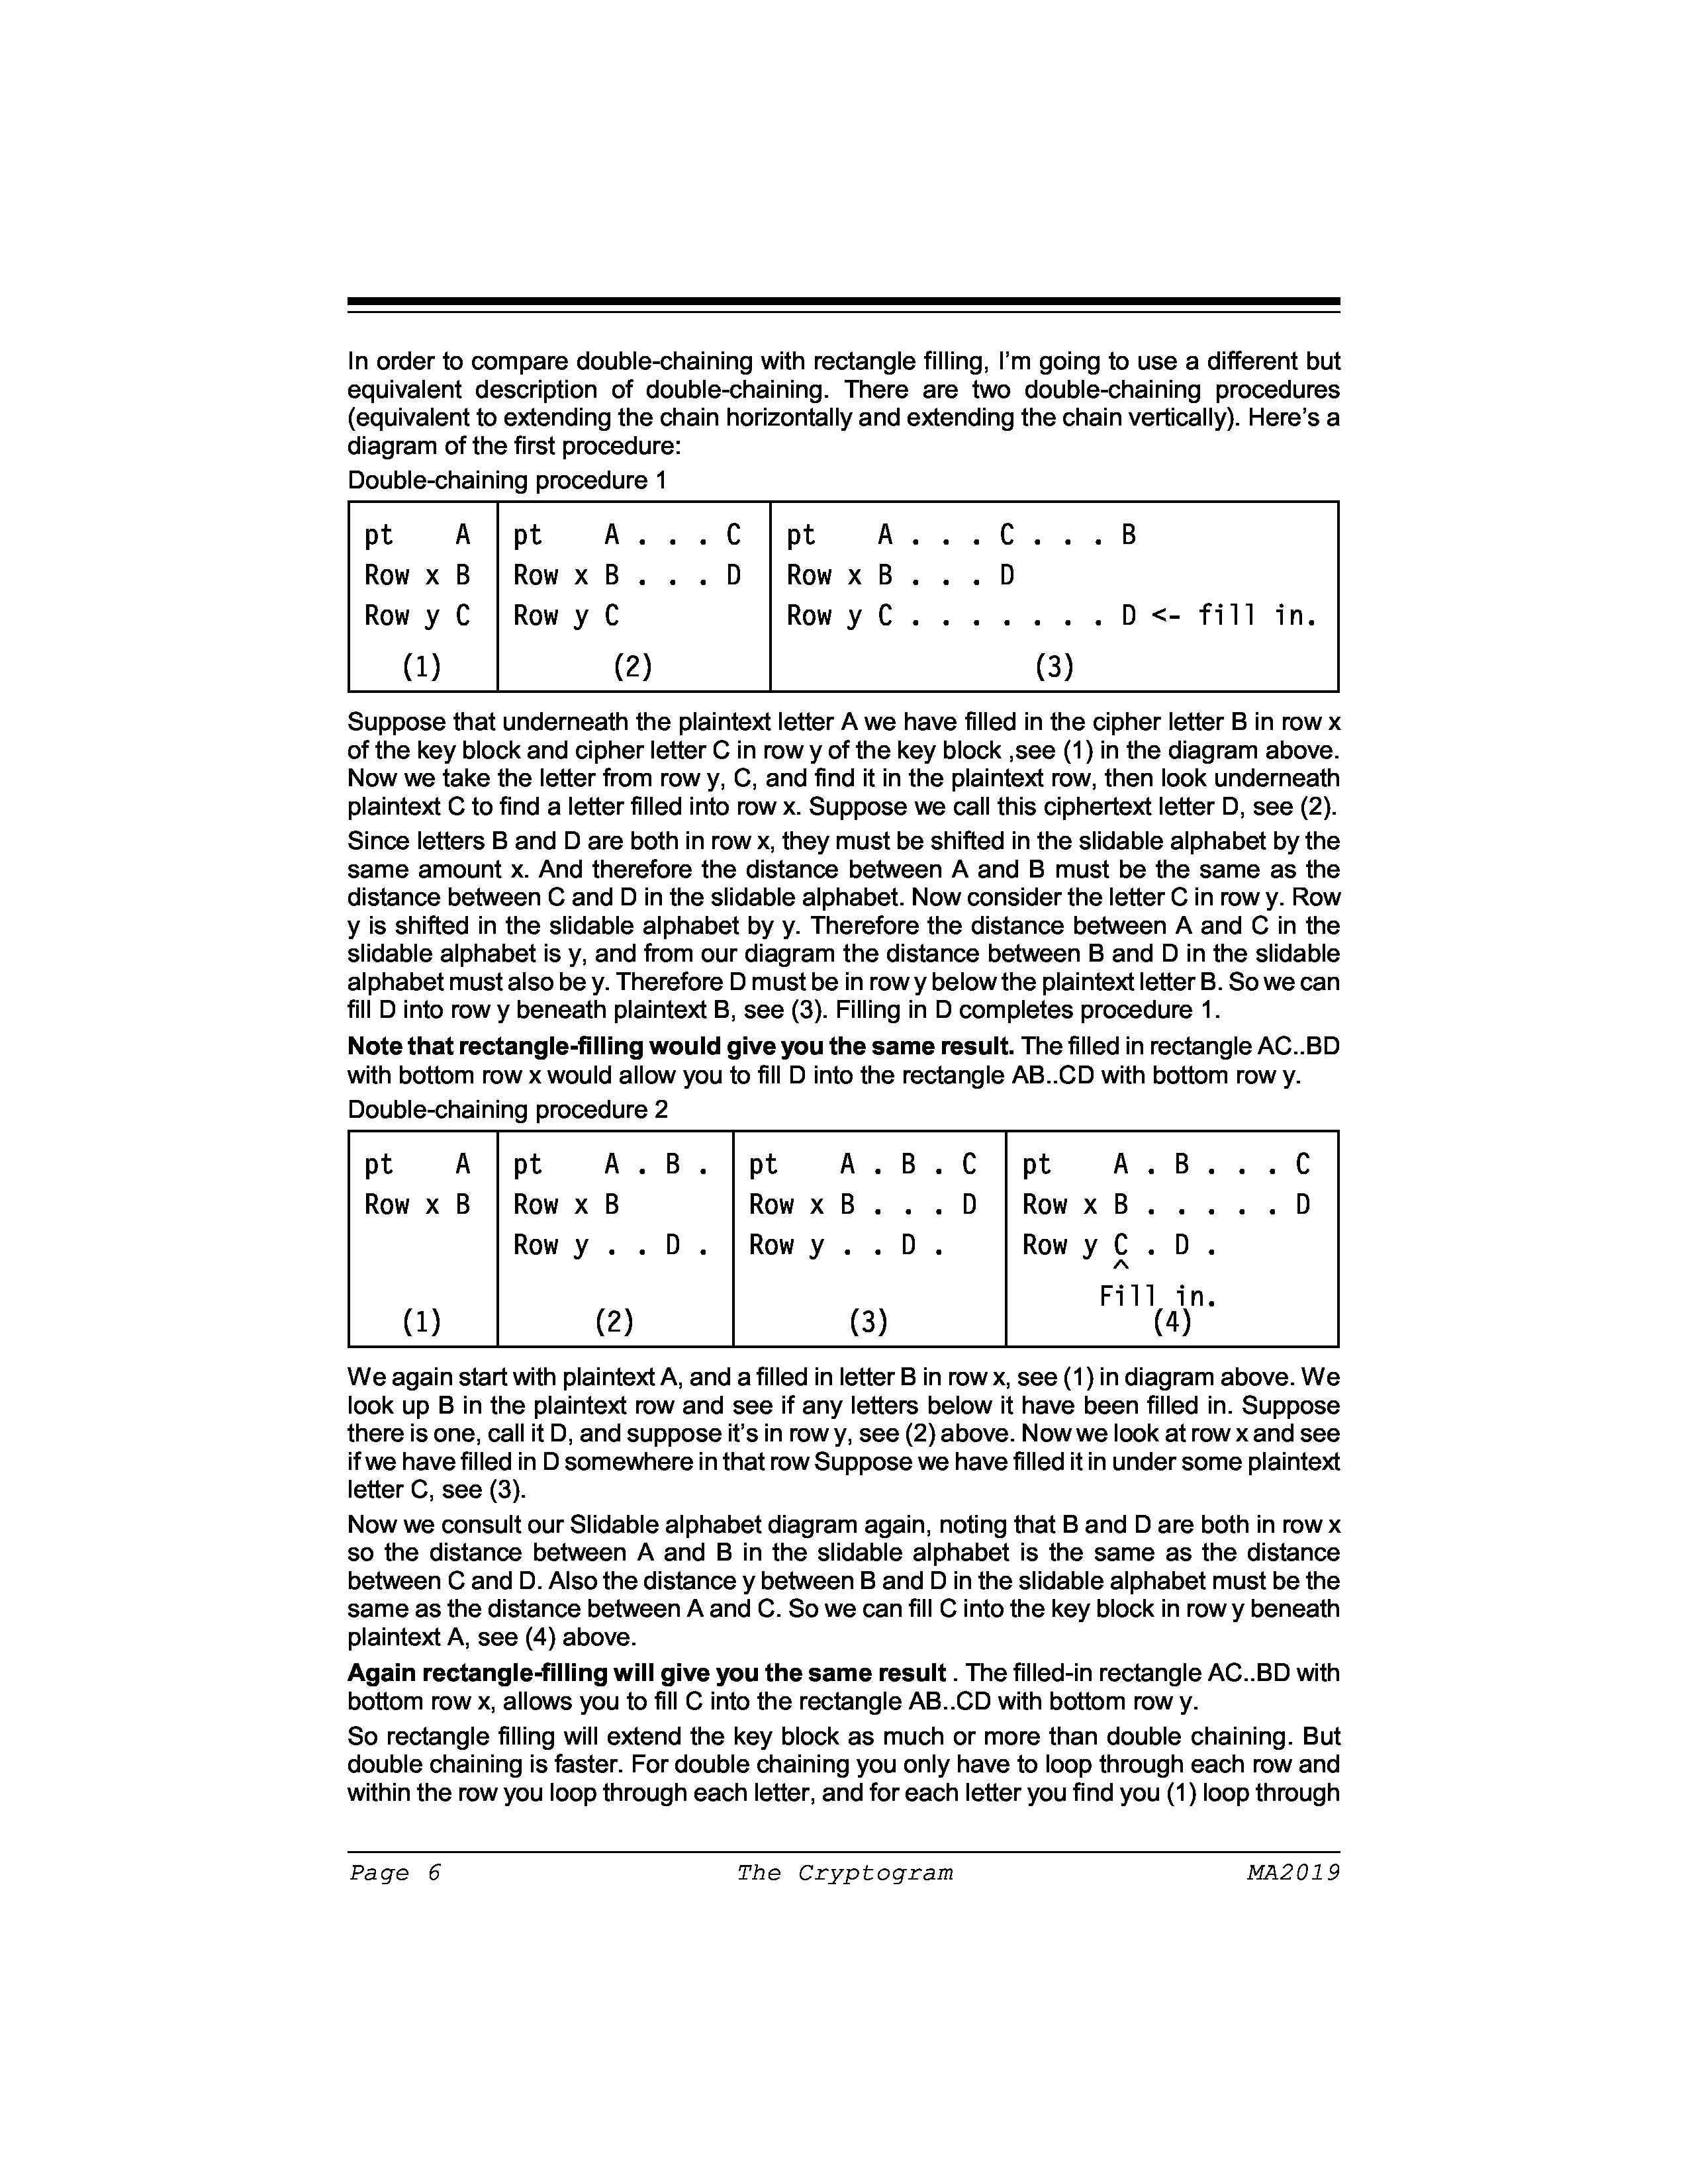 In order to compare double-chaining with rectangle filling, I'm going to use a different but
equivalent description of double-chaining. There are two double-chaining procedures
(equivalent to extending the chain horizontally and extending the chain vertically). Here's a
diagram of the first procedure:
Double-chaining procedure 1
pt A
Row x B
Row y C
(1)
pt A . . . C
Row x B . . . D
Row y C
(2)
pt A . . . C . . . B
Row x B . . . D
Row y C . . . . . . . D <- fill in.
(3)
Suppose that underneath the plaintext letter A we have filled in the cipher letter B in row x
of the key block and cipher letter C in row y of the key block ,see (1) in the diagram above.
Now we take the letter from row y, C, and find it in the plaintext row, then look underneath
plaintext C to find a letter filled into row x. Suppose we call this ciphertext letter D, see (2).
Since letters B and D are both in row x, they must be shifted in the slidable alphabet by the
same amount x. And therefore the distance between A and B must be the same as the
distance between C and D in the slidable alphabet. Now consider the letter C in row y. Row
y is shifted in the slidable alphabet by y. Therefore the distance between A and C in the
slidable alphabet is y, and from our diagram the distance between B and D in the slidable
alphabet must also be y. Therefore D must be in row y below the plaintext letter B. So we can
fill D into row y beneath plaintext B, see (3). Filling in D completes procedure 1.
Note that rectangle-filling would give you the same result. The filled in rectangle AC..BD
with bottom row x would allow you to fill D into the rectangle AB..CD with bottom row y.
Double-chaining procedure 2
pt A
Row x B
(1)
pt A . B .
Row x B
Row y . . D .
(2)
pt A . B . C
Row x B . . . D
Row y . . D .
(3)
pt A . B . . . C
Row x B . . . . . D
Row y C . D .
^
Fill in.
(4)
We again start with plaintext A, and a filled in letter B in row x, see (1) in diagram above. We
look up B in the plaintext row and see if any letters below it have been filled in. Suppose
there is one, call it D, and suppose it's in row y, see (2) above. Now we look at row x and see
if we have filled in D somewhere in that row Suppose we have filled it in under some plaintext
letter C, see (3).
Now we consult our Slidable alphabet diagram again, noting that B and D are both in row x
so the distance between A and B in the slidable alphabet is the same as the distance
between C and D. Also the distance y between B and D in the slidable alphabet must be the
same as the distance between A and C. So we can fill C into the key block in row y beneath
plaintext A, see (4) above.
Again rectangle-filling will give you the same result . The filled-in rectangle AC..BD with
bottom row x, allows you to fill C into the rectangle AB..CD with bottom row y.
So rectangle filling will extend the key block as much or more than double chaining. But
double chaining is faster. For double chaining you only have to loop through each row and
within the row you loop through each letter, and for each letter you find you (1) loop through
Page 6 The Cryptogram MA2019